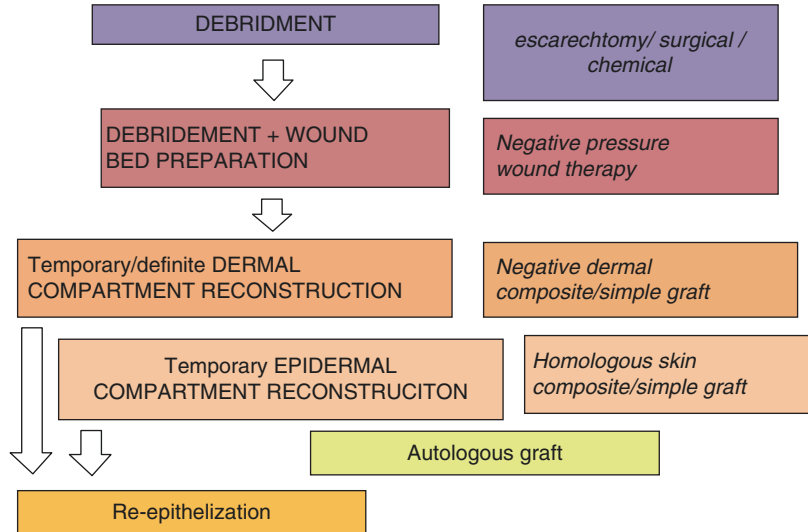 DEBRIDMENT
escarechtomy/ surgical /
chemical
DEBRIDEMENT + WOUND
BED PREPARATION
Negative pressure
wound therapy
Temporary/definite DERMAL
COMPARTMENT RECONSTRUCTION
Negative dermal
composite/simple graft
Temporary EPIDERMAL
COMPARTMENT RECONSTRUCITON
Homologous skin
composite/simple graft
Autologous graft
Re-epithelization